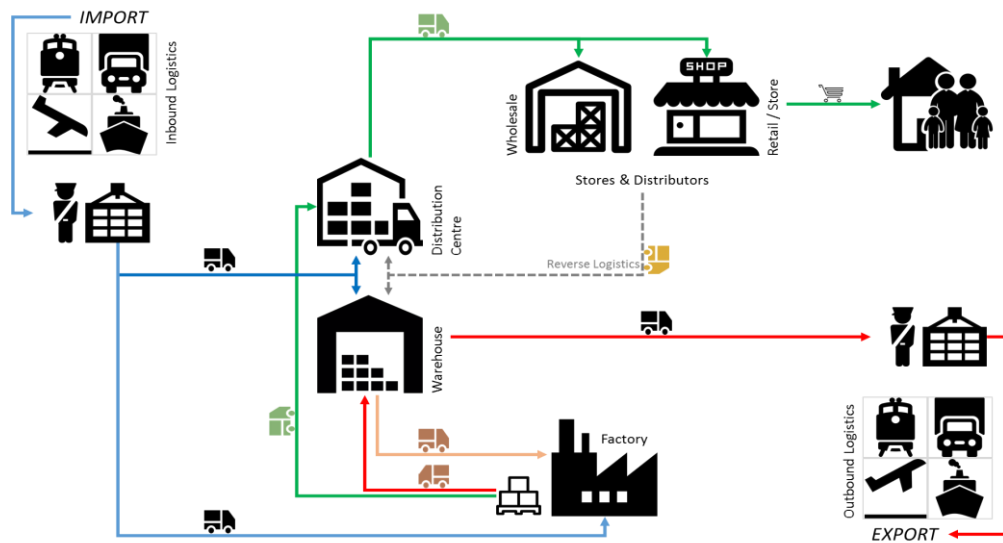 IMPORT
Inbound Logistics
Wholesale
SHOP
Retail / Store
Stores & Distributors
Distribution
Centre
Reverse Logistics
Warehouse
Factory
Outbound Logistics
EXPORT